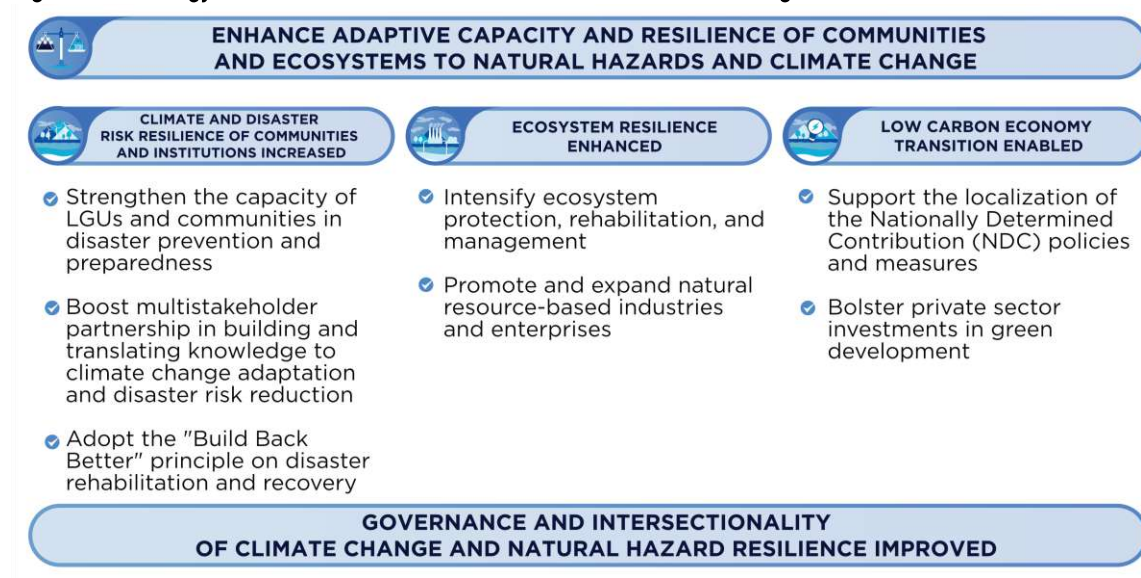 ENHANCE ADAPTIVE CAPACITY AND RESILIENCE OF COMMUNITIES
AND ECOSYSTEMS TO NATURAL HAZARDS AND CLIMATE CHANGE
CLIMATE AND DISASTER
RISK RESILIENCE OF COMMUNITIES
AND INSTITUTIONS INCREASED
Strengthen the capacity of
LGUs and communities in
disaster prevention and
preparedness
Boost multistakeholder
partnership in building and
translating knowledge to
climate change adaptation
and disaster risk reduction
Adopt the "Build Back
Better" principle on disaster
rehabilitation and recovery
ECOSYSTEM RESILIENCE
ENHANCED
Intensify ecosystem
protection, rehabilitation, and
management
Promote and expand natural
resource-based industries
and enterprises
LOW CARBON ECONOMY
TRANSITION ENABLED
Support the localization of
the Nationally Determined
Contribution (NDC) policies
and measures
Bolster private sector
investments in green
development
GOVERNANCE AND INTERSECTIONALITY
OF CLIMATE CHANGE AND NATURAL HAZARD RESILIENCE IMPROVED